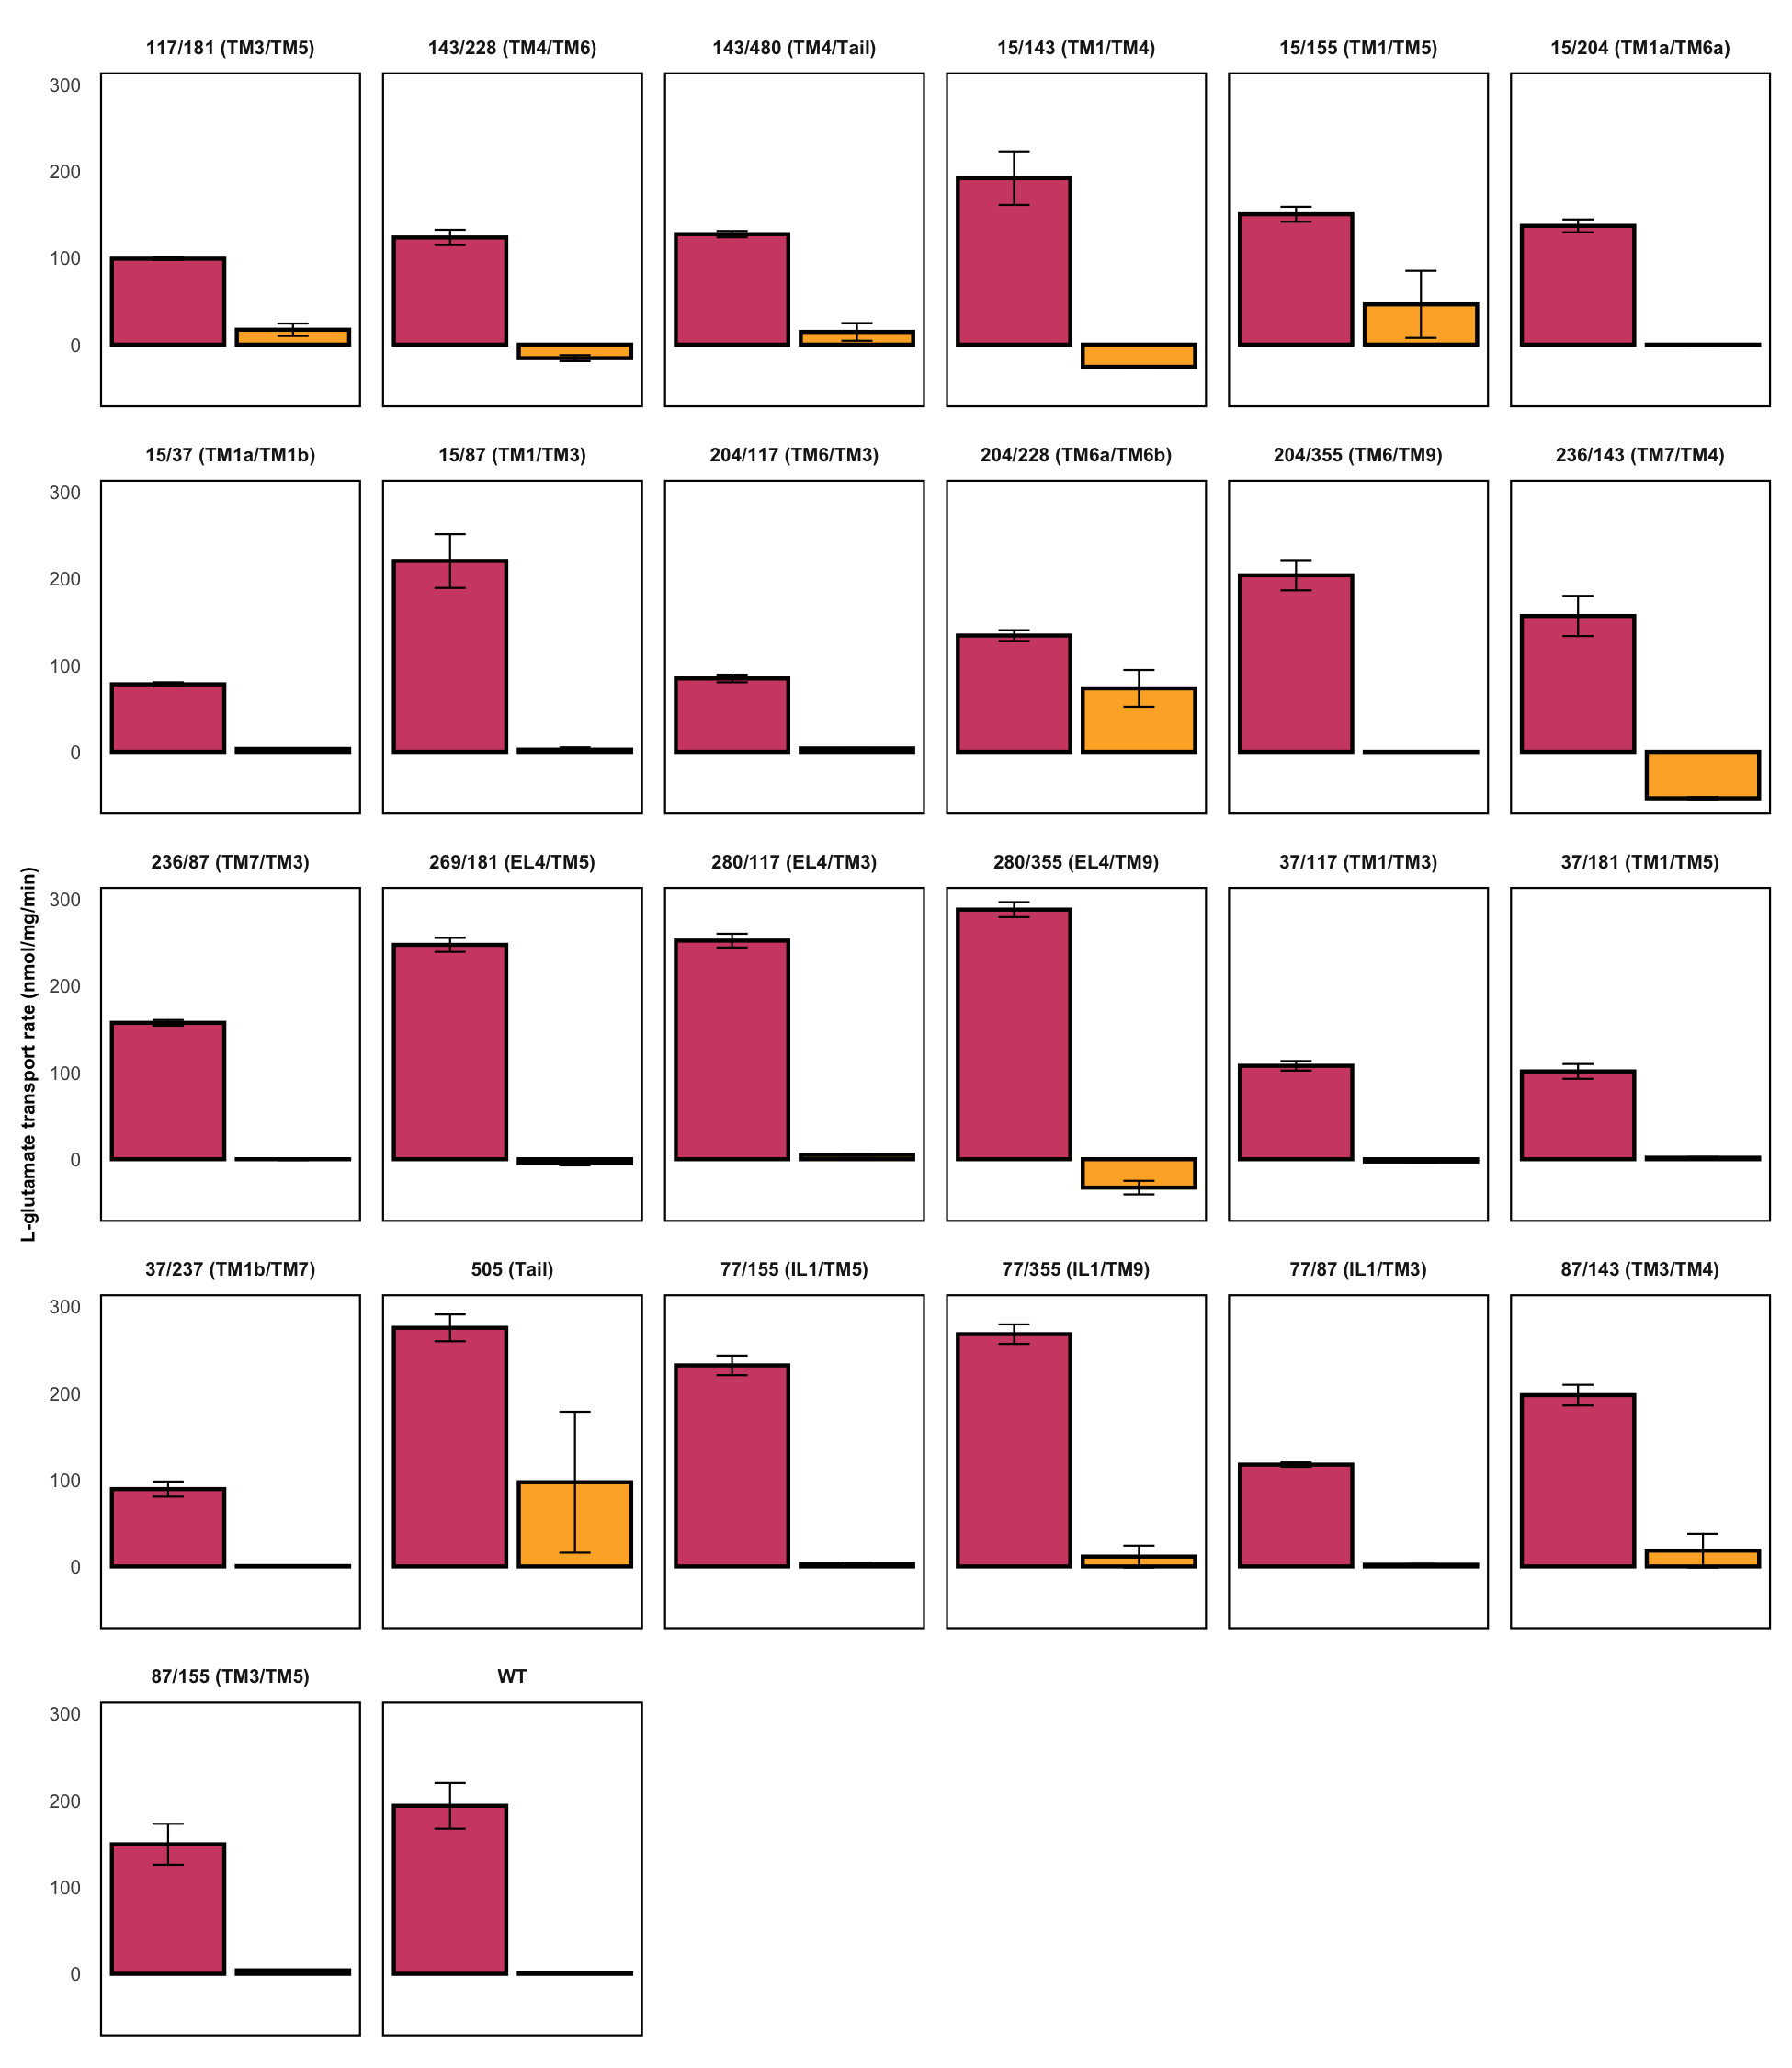 117/181 (TM3/TM5)
143/228 (TM4/TM6)
143/480 (TM4/Tail)
15/143 (TM1/TM4)
15/155 (TM1/TM5)
15/204 (TM1a/TM6a)
300
200
100
0
15/37 (TM1a/TM1b)
15/87 (TM1/TM3)
204/117 (TM6/TM3)
204/228 (TM6a/TM6b)
204/355 (TM6/TM9)
236/143 (TM7/TM4)
300
200
100
0
L-glutamate transport rate (nmol/mg/min)
236/87 (TM7/TM3)
269/181 (EL4/TM5)
280/117 (EL4/TM3)
280/355 (EL4/TM9)
37/117 (TM1/TM3)
37/181 (TM1/TM5)
300
200
100
0
37/237 (TM1b/TM7)
505 (Tail)
77/155 (IL1/TM5)
77/355 (IL1/TM9)
77/87 (IL1/TM3)
87/143 (TM3/TM4)
300
200
100
0
87/155 (TM3/TM5)
WT
300
200
100
0